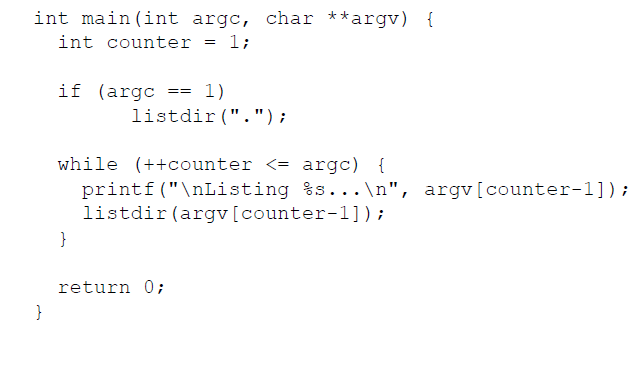 int main(int argc, char **argv) {
int counter = 1;
if (argc == 1)
listdir(".");
while (++counter <= argc) {
printf("\nListing %s...\n", argv[counter-1]);
listdir(argv[counter-1]);
}
return 0;
}